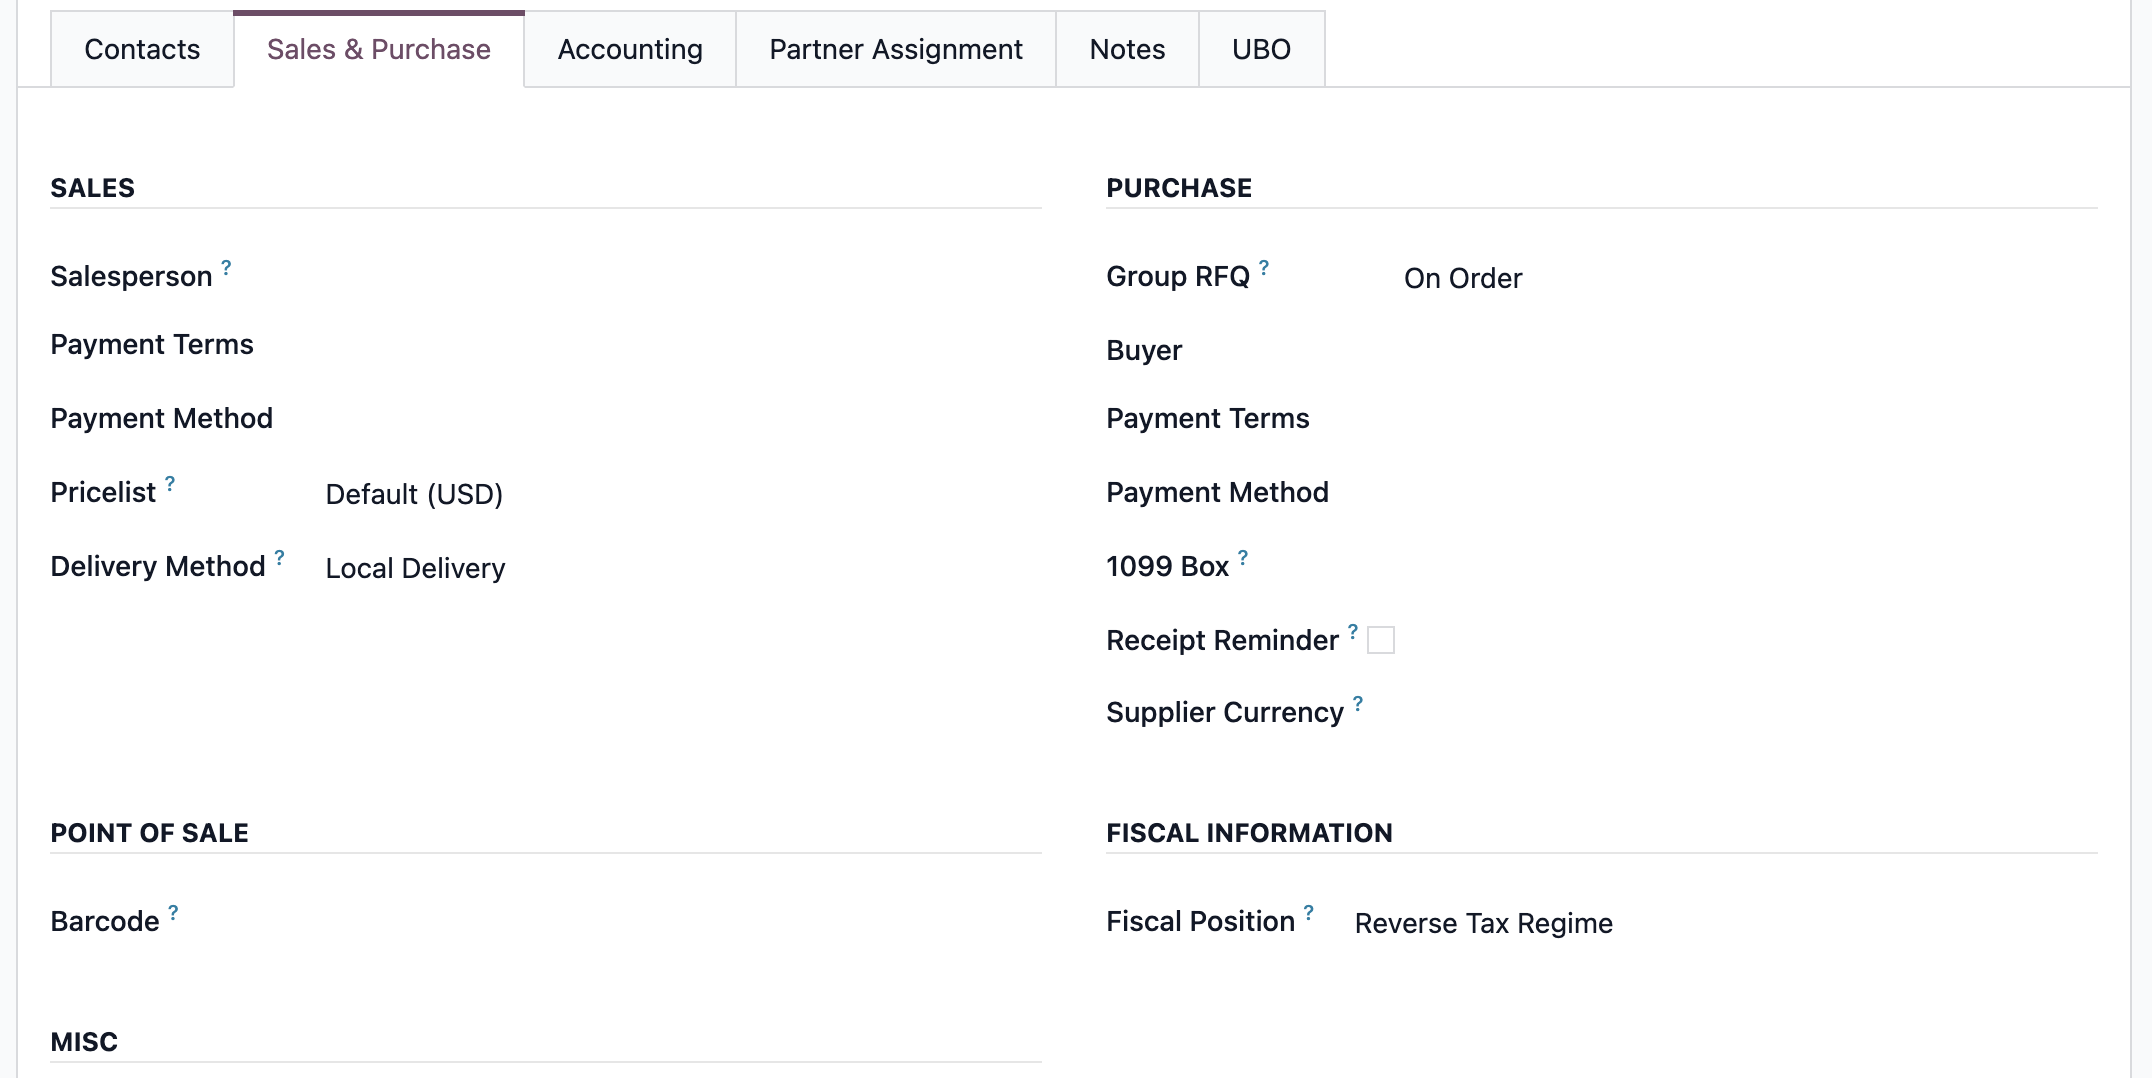 Contacts Sales & Purchase Accounting Partner Assignment Notes UBO
SALES
Salesperson ?
Payment Terms
Payment Method
Pricelist ? Default (USD)
Delivery Method ? Local Delivery
PURCHASE
Group RFQ ? On Order
Buyer
Payment Terms
Payment Method
1099 Box ?
Receipt Reminder ?
Supplier Currency ?
POINT OF SALE
Barcode ?
FISCAL INFORMATION
Fiscal Position ? Reverse Tax Regime
MISC